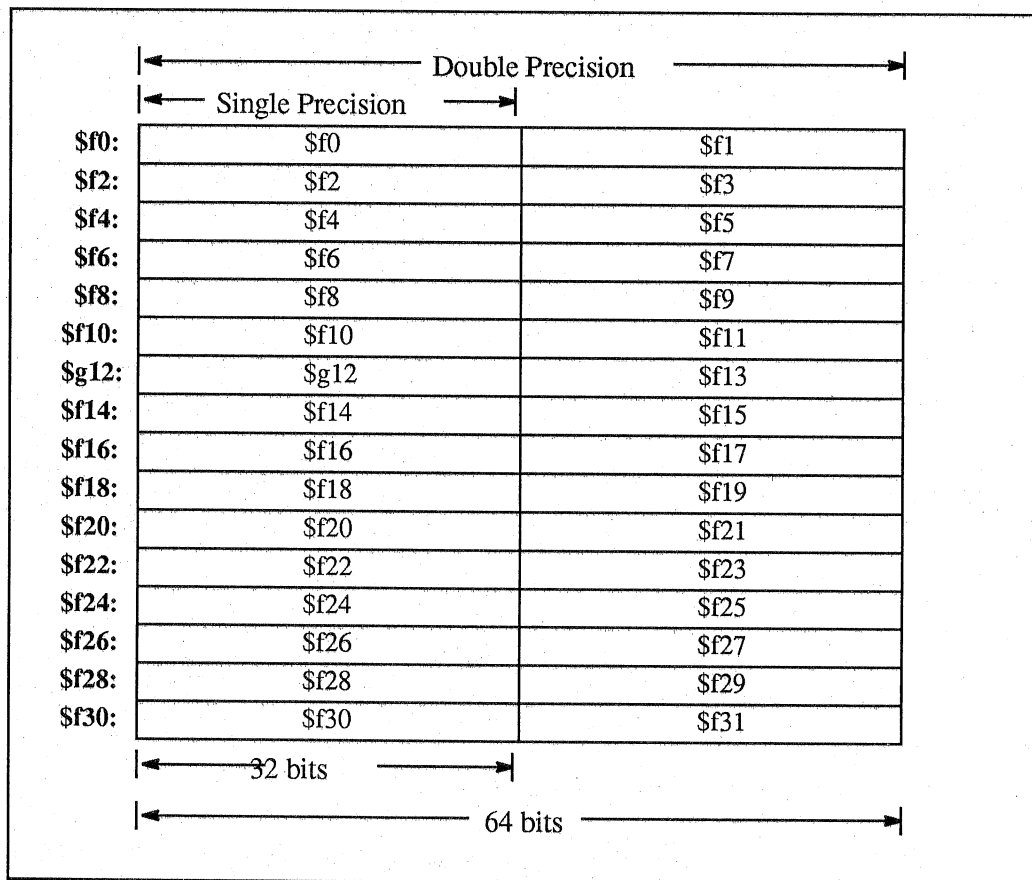 Double Precision
Single Precision
$f0: $f0 $f1
$f2: $f2 $f3
$f4: $f4 $f5
$f6: $f6 $f7
$f8: $f8 $f9
$f10: $f10 $f11
$g12: $g12 $f13
$f14: $f14 $f15
$f16: $f16 $f17
$f18: $f18 $f19
$f20: $f20 $f21
$f22: $f22 $f23
$f24: $f24 $f25
$f26: $f26 $f27
$f28: $f28 $f29
$f30: $f30 $f31
32 bits
64 bits